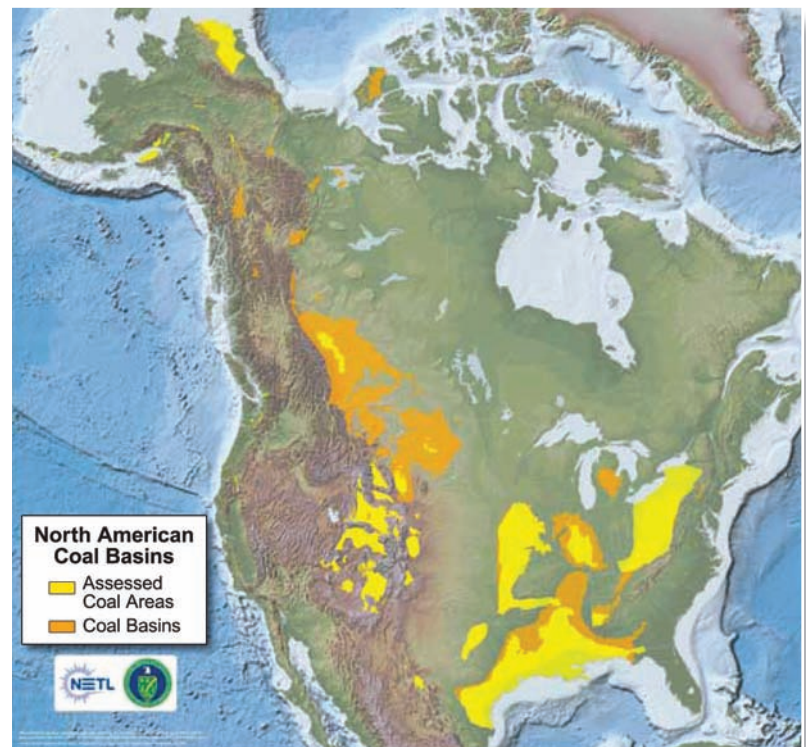 North American
Coal Basins
Assessed
Coal Areas
Coal Basins
NETL